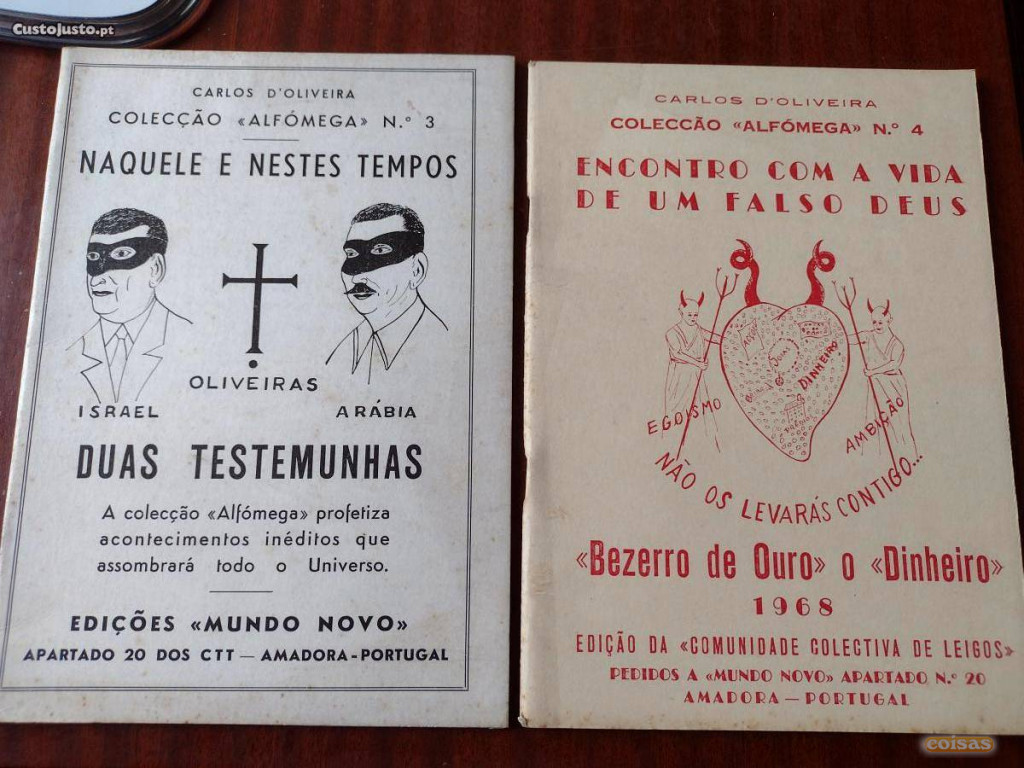 CustoJusto.pt
CARLOS D'OLIVEIRA
COLECÇÃO «ALFÓMEGA» N.º 3
NAQUELE E NESTES TEMPOS
OLIVEIRAS
ISRAEL
ARÁBIA
DUAS TESTEMUNHAS
A colecção «Alfómega» profetiza
acontecimentos inéditos que
assombrará todo o Universo.
EDIÇÕES «MUNDO NOVO»
APARTADO 20 DOS CTT — AMADORA-PORTUGAL
CARLOS D'OLIVEIRA
COLECCÃO «ALFÓMEGA» N.º 4
ENCONTRO COM A VIDA
DE UM FALSO DEUS
JOIAS
DINHEIRO
EGOISMO
AMBIÇÃO
NÃO OS LEVARÁS CONTIGO...
«Bezerro de Ouro» o «Dinheiro»
1968
EDIÇÃO DA «COMUNIDADE COLECTIVA DE LEIGOS»
PEDIDOS A «MUNDO NOVO» APARTADO N.º 20
AMADORA — PORTUGAL
coisas